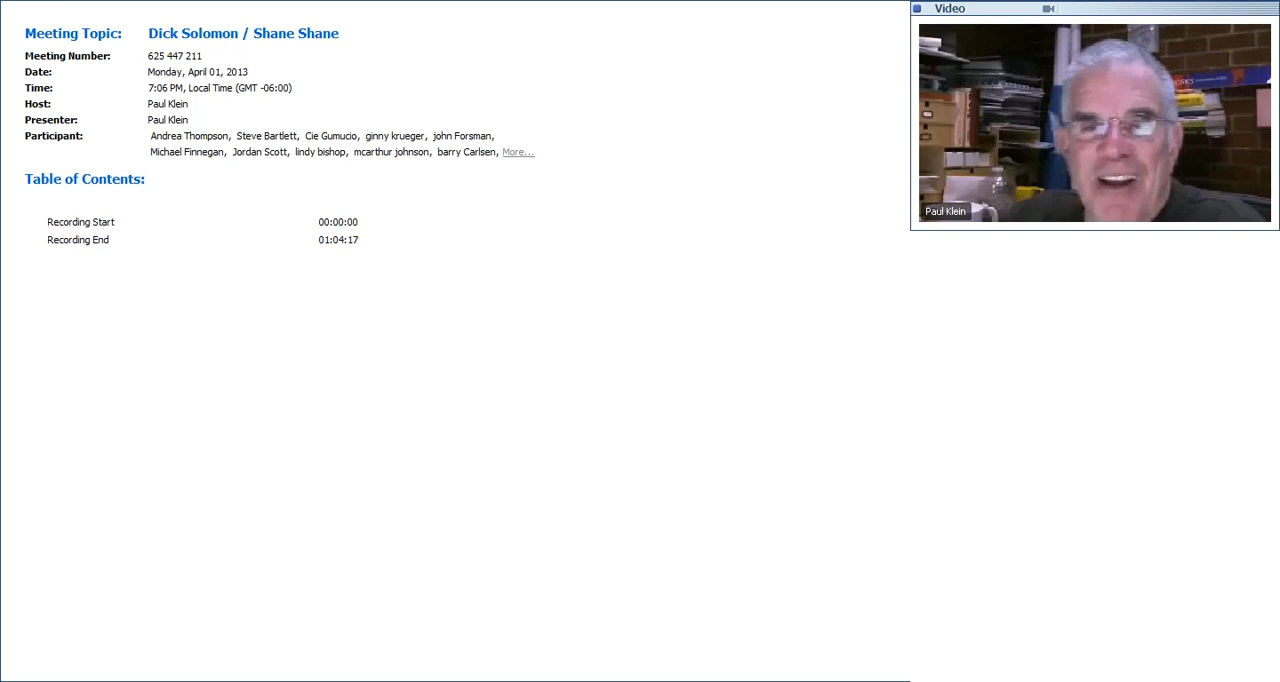 Meeting Topic: Dick Solomon / Shane Shane
Meeting Number: 625 447 211
Date: Monday, April 01, 2013
Time: 7:06 PM, Local Time (GMT -06:00)
Host: Paul Klein
Presenter: Paul Klein
Participant: Andrea Thompson, Steve Bartlett, Cie Gumucio, ginny krueger, john Forsman,
Michael Finnegan, Jordan Scott, lindy bishop, mcarthur johnson, barry Carlsen, More...
Table of Contents:
Recording Start 00:00:00
Recording End 01:04:17
Video
Paul Klein